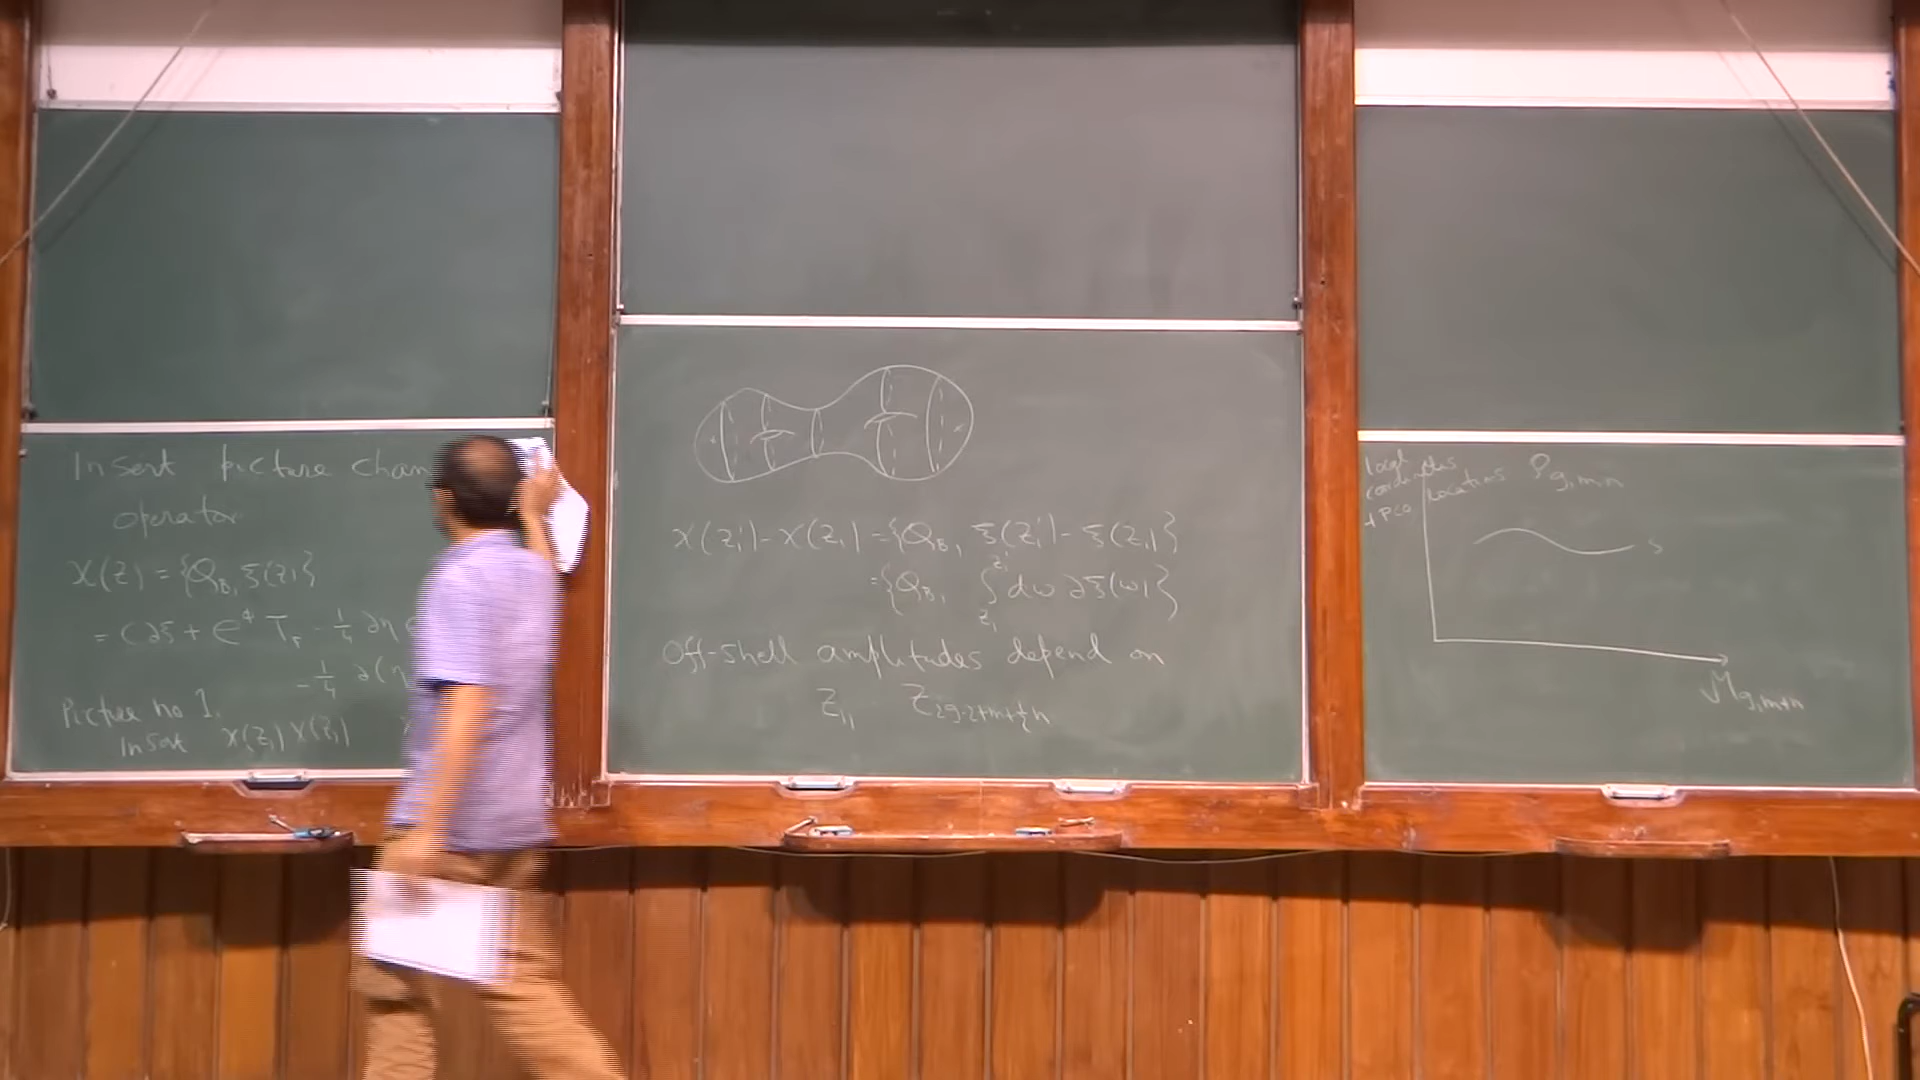 Insert picture chan
operator
X(z) = {Q_B, ξ(z)}
= c∂ξ + e^ϕ T_F - 1/4 ∂η
- 1/4 ∂(η
Picture no 1.
Insert X(z_1) X(z_1)
X(z_1') - X(z_1) = {Q_B, ξ(z_1') - ξ(z_1)}
= {Q_B, ∫_{z_1}^{z_1'} dω ∂ξ(ω)}
Off-shell amplitudes depend on
z_1, z_{2g-2+m+½n}
local
coordinates
+ PCO locations
P_{g,m,n}
S
M_{g,m+n}